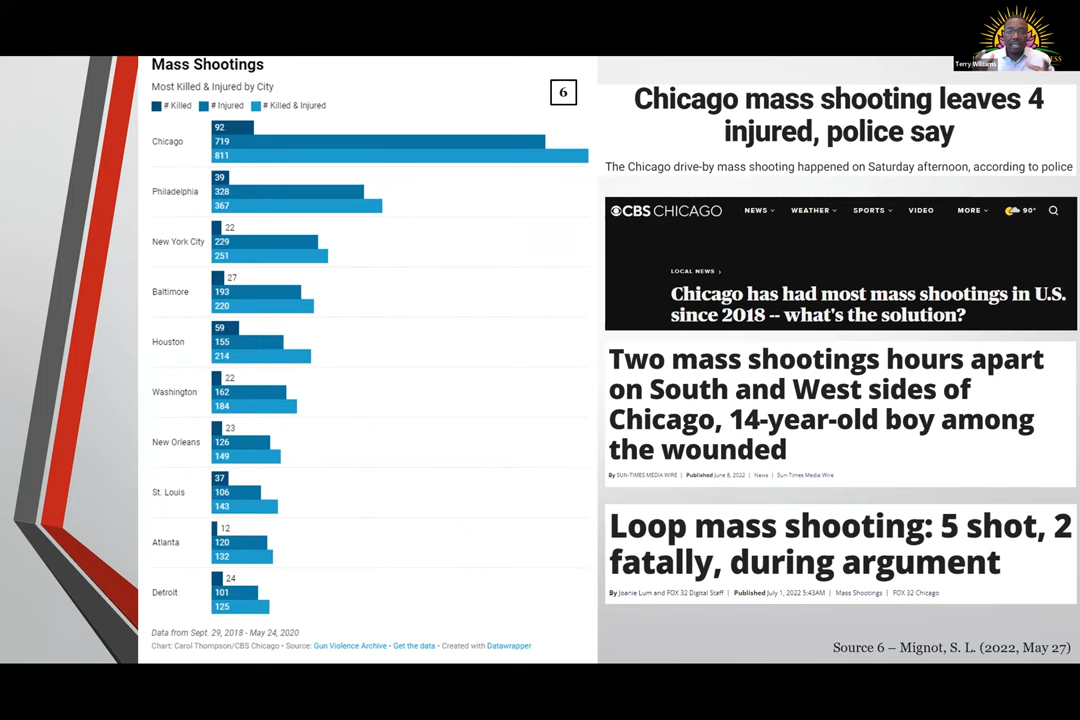 Mass Shootings
Most Killed & Injured by City
# Killed # Injured # Killed & Injured
6
Chicago
92
719
811
Philadelphia
39
328
367
New York City
22
229
251
Baltimore
27
193
220
Houston
59
155
214
Washington
22
162
184
New Orleans
23
126
149
St. Louis
37
106
143
Atlanta
12
120
132
Detroit
24
101
125
Data from Sept. 29, 2018 - May 24, 2020
Chart: Carol Thompson/CBS Chicago • Source: Gun Violence Archive • Get the data • Created with Datawrapper
Terry Williams
Chicago mass shooting leaves 4
injured, police say
The Chicago drive-by mass shooting happened on Saturday afternoon, according to police
CBS CHICAGO NEWS WEATHER SPORTS VIDEO MORE 90°
LOCAL NEWS ›
Chicago has had most mass shootings in U.S.
since 2018 -- what's the solution?
Two mass shootings hours apart
on South and West sides of
Chicago, 14-year-old boy among
the wounded
By SUN-TIMES MEDIA WIRE | Published June 8, 2022 | News | Sun-Times Media Wire
Loop mass shooting: 5 shot, 2
fatally, during argument
By Joanie Lum and FOX 32 Digital Staff | Published July 1, 2022 5:43AM | Mass Shootings | FOX 32 Chicago
Source 6 – Mignot, S. L. (2022, May 27)